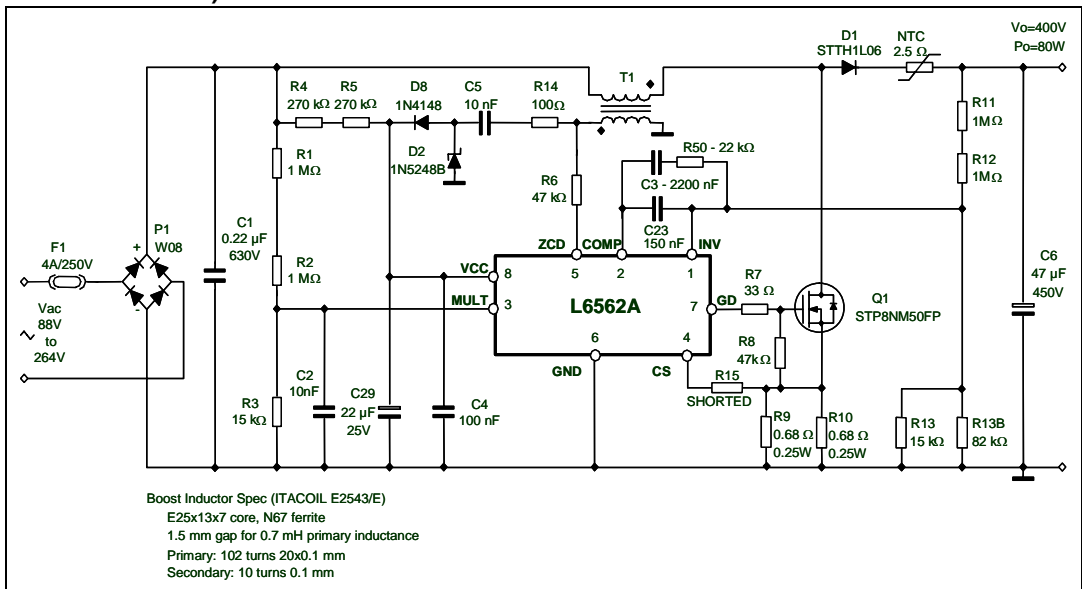 Vo=400V
Po=80W
D1
STTH1L06
NTC
2.5 Ω
T1
R4
270 kΩ
R5
270 kΩ
D8
1N4148
C5
10 nF
R14
100Ω
R11
1MΩ
R1
1 MΩ
D2
1N5248B
R50 - 22 kΩ
R12
1MΩ
C3 - 2200 nF
R6
47 kΩ
C23
150 nF
F1
4A/250V
P1
W08
+
-
C1
0.22 µF
630V
R2
1 MΩ
ZCD
COMP
INV
5
2
1
VCC
8
MULT
3
L6562A
7
GD
R7
33 Ω
Q1
STP8NM50FP
C6
47 µF
450V
Vac
88V
to
264V
6
GND
4
CS
R8
47kΩ
R15
SHORTED
R3
15 kΩ
C2
10nF
C29
22 µF
25V
C4
100 nF
R9
0.68 Ω
0.25W
R10
0.68 Ω
0.25W
R13
15 kΩ
R13B
82 kΩ
Boost Inductor Spec (ITACOIL E2543/E)
E25x13x7 core, N67 ferrite
1.5 mm gap for 0.7 mH primary inductance
Primary: 102 turns 20x0.1 mm
Secondary: 10 turns 0.1 mm